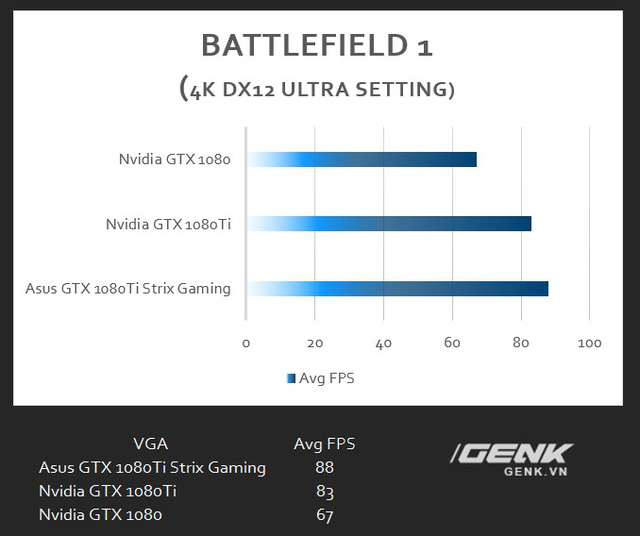 BATTLEFIELD 1
(4K DX12 ULTRA SETTING)
Nvidia GTX 1080
Nvidia GTX 1080Ti
Asus GTX 1080Ti Strix Gaming
0 20 40 60 80 100
Avg FPS
VGA Avg FPS
Asus GTX 1080Ti Strix Gaming 88
Nvidia GTX 1080Ti 83
Nvidia GTX 1080 67
GENK
GENK.VN